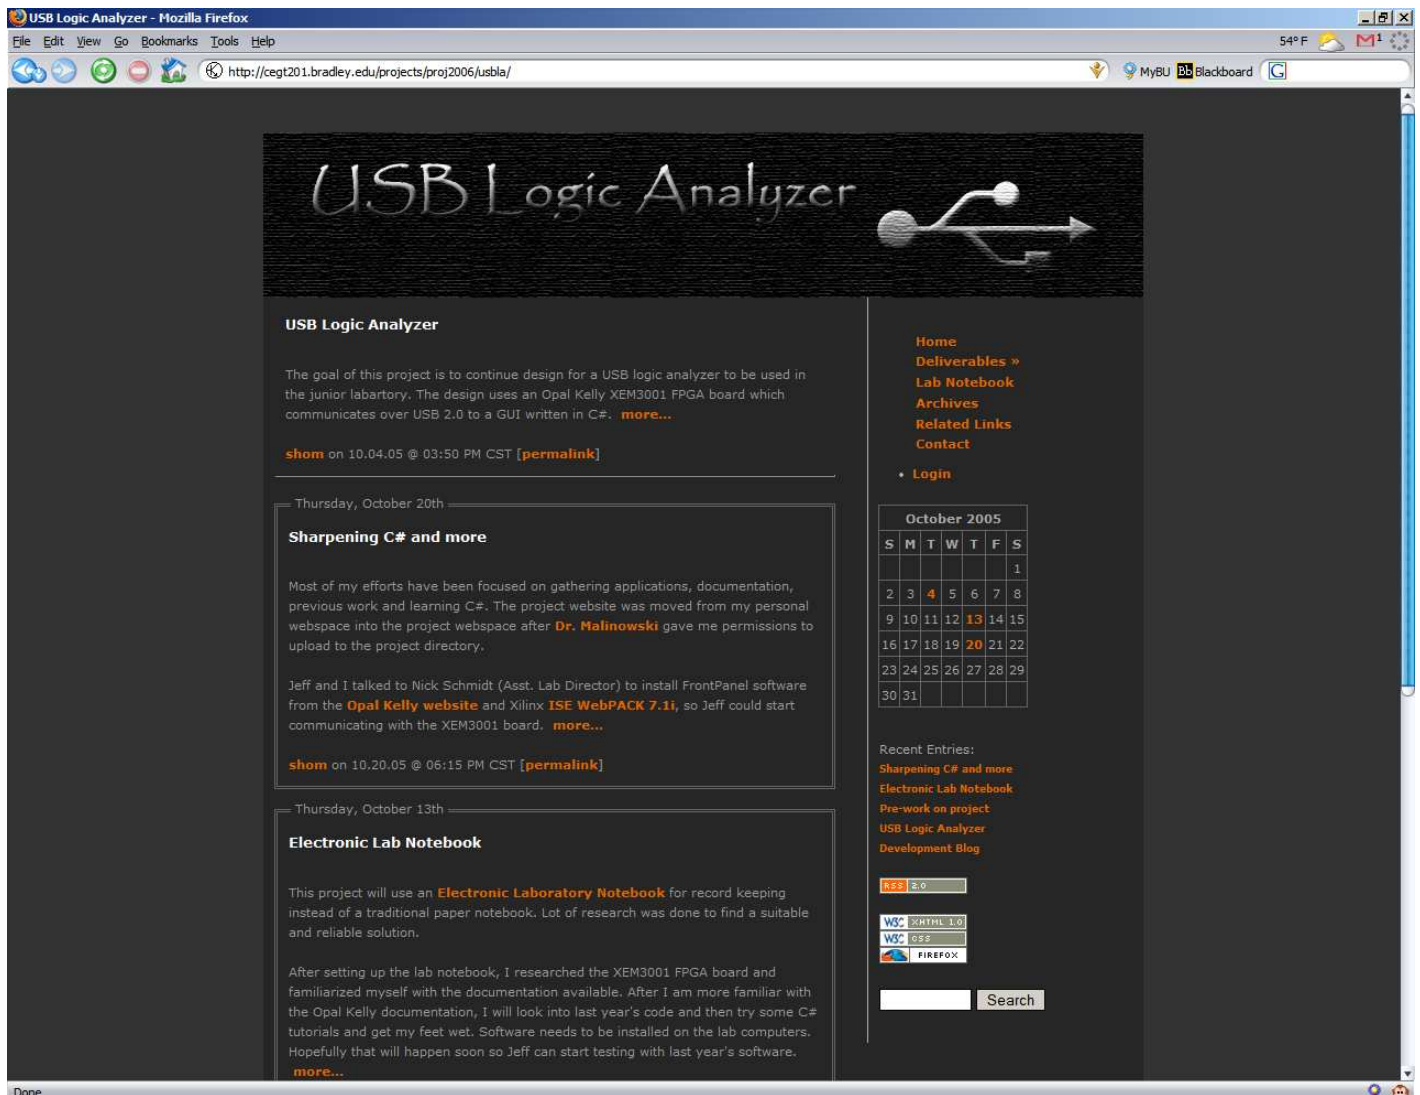 USB Logic Analyzer - Mozilla Firefox
File Edit View Go Bookmarks Tools Help
54° F
1
http://cegt201.bradley.edu/projects/proj2006/usbla/
MyBU Bb Blackboard G
USB Logic Analyzer
USB Logic Analyzer
The goal of this project is to continue design for a USB logic analyzer to be used in
the junior labartory. The design uses an Opal Kelly XEM3001 FPGA board which
communicates over USB 2.0 to a GUI written in C#. more...
shom on 10.04.05 @ 03:50 PM CST [permalink]
Thursday, October 20th
Sharpening C# and more
Most of my efforts have been focused on gathering applications, documentation,
previous work and learning C#. The project website was moved from my personal
webspace into the project webspace after Dr. Malinowski gave me permissions to
upload to the project directory.
Jeff and I talked to Nick Schmidt (Asst. Lab Director) to install FrontPanel software
from the Opal Kelly website and Xilinx ISE WebPACK 7.1i, so Jeff could start
communicating with the XEM3001 board. more...
shom on 10.20.05 @ 06:15 PM CST [permalink]
Thursday, October 13th
Electronic Lab Notebook
This project will use an Electronic Laboratory Notebook for record keeping
instead of a traditional paper notebook. Lot of research was done to find a suitable
and reliable solution.
After setting up the lab notebook, I researched the XEM3001 FPGA board and
familiarized myself with the documentation available. After I am more familiar with
the Opal Kelly documentation, I will look into last year's code and then try some C#
tutorials and get my feet wet. Software needs to be installed on the lab computers.
Hopefully that will happen soon so Jeff can start testing with last year's software.
more...
Home
Deliverables »
Lab Notebook
Archives
Related Links
Contact
• Login
October 2005
S M T W T F S
1
2 3 4 5 6 7 8
9 10 11 12 13 14 15
16 17 18 19 20 21 22
23 24 25 26 27 28 29
30 31
Recent Entries:
Sharpening C# and more
Electronic Lab Notebook
Pre-work on project
USB Logic Analyzer
Development Blog
RSS 2.0
W3C XHTML 1.0
W3C CSS
FIREFOX
Search
Done